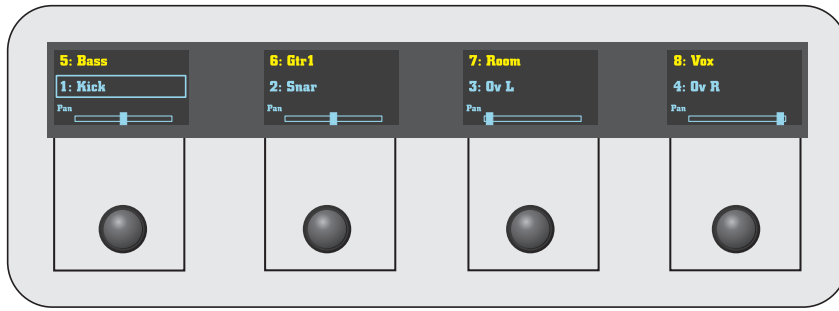 5: Bass
1: Kick
Pan
6: Gtr1
2: Snar
Pan
7: Room
3: Ov L
Pan
8: Vox
4: Ov R
Pan